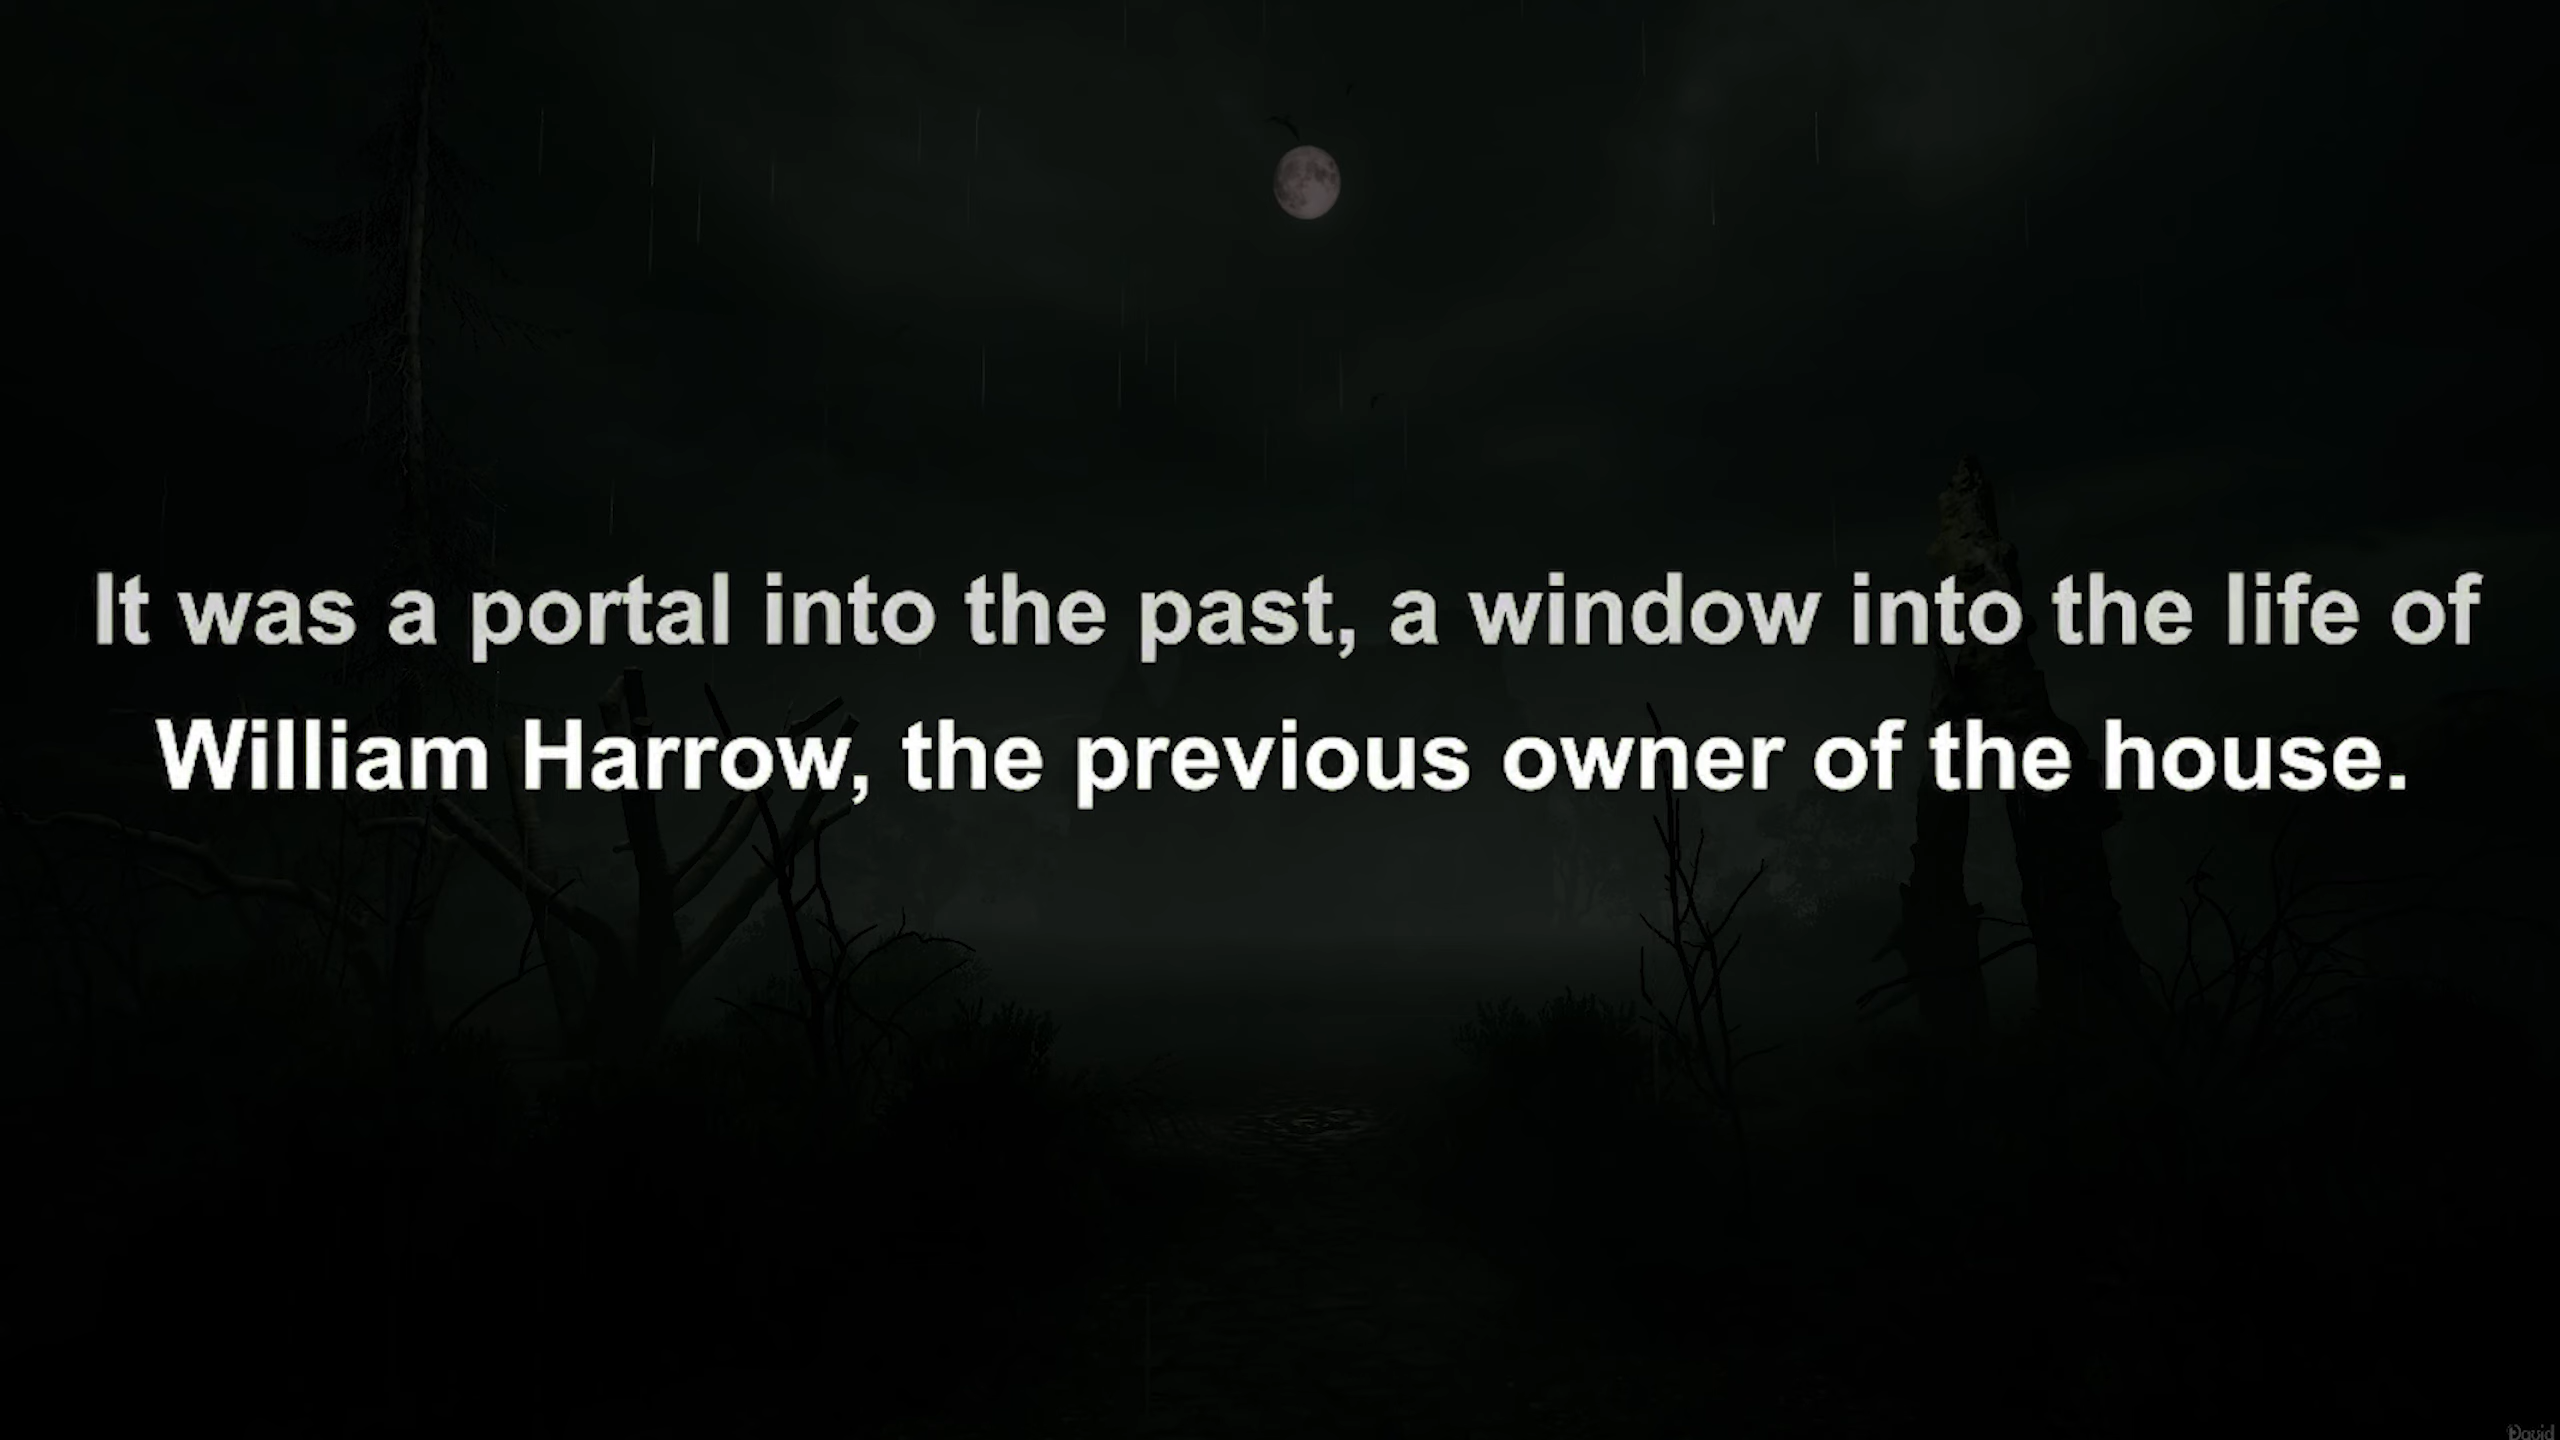 It was a portal into the past, a window into the life of
William Harrow, the previous owner of the house.
David